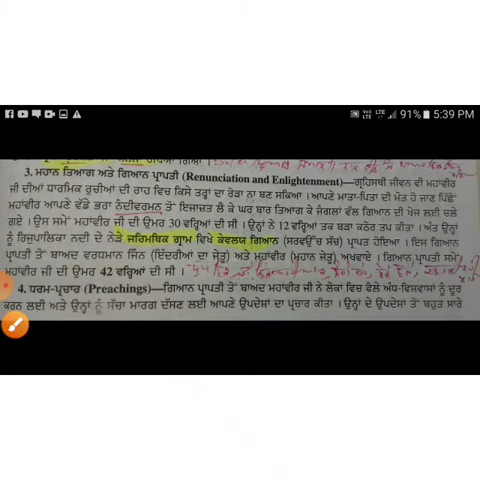 91% 5:39 PM
3. ਮਹਾਨ ਤਿਆਗ ਅਤੇ ਗਿਆਨ ਪ੍ਰਾਪਤੀ (Renunciation and Enlightenment)—ਗ੍ਰਹਿਸਥੀ ਜੀਵਨ ਵੀ ਮਹਾਂਵੀਰ
ਜੀ ਦੀਆਂ ਧਾਰਮਿਕ ਰੁਚੀਆਂ ਦੀ ਰਾਹ ਵਿਚ ਕਿਸੇ ਤਰ੍ਹਾਂ ਦਾ ਰੋੜਾ ਨਾ ਬਣ ਸਕਿਆ । ਆਪਣੇ ਮਾਤਾ-ਪਿਤਾ ਦੀ ਮੌਤ ਹੋ ਜਾਣ ਪਿੱਛੋਂ
ਮਹਾਂਵੀਰ ਆਪਣੇ ਵੱਡੇ ਭਰਾ ਨੰਦੀਵਰਮਨ ਤੋਂ ਇਜਾਜ਼ਤ ਲੈ ਕੇ ਘਰ ਬਾਰ ਤਿਆਗ ਕੇ ਜੰਗਲਾਂ ਵੱਲ ਗਿਆਨ ਦੀ ਖੋਜ ਲਈ ਚਲੇ
ਗਏ । ਉਸ ਸਮੇਂ ਮਹਾਂਵੀਰ ਜੀ ਦੀ ਉਮਰ 30 ਵਰ੍ਹਿਆਂ ਦੀ ਸੀ । ਉਨ੍ਹਾਂ ਨੇ 12 ਵਰ੍ਹਿਆਂ ਤਕ ਬੜਾ ਕਠੋਰ ਤਪ ਕੀਤਾ । ਅੰਤ ਉਨ੍ਹਾਂ
ਨੂੰ ਰਿਜੁਪਾਲਿਕਾ ਨਦੀ ਦੇ ਨੇੜੇ ਜਰਿਮਬਿਕ ਗ੍ਰਾਮ ਵਿਖੇ ਕੇਵਲਯ ਗਿਆਨ (ਸਰਵਉੱਚ ਸੱਚ) ਪ੍ਰਾਪਤ ਹੋਇਆ । ਇਸ ਗਿਆਨ
ਪ੍ਰਾਪਤੀ ਤੋਂ ਬਾਅਦ ਵਰਧਮਾਨ ਜਿੰਨ (ਇੰਦਰੀਆਂ ਦਾ ਜੇਤੂ) ਅਤੇ ਮਹਾਂਵੀਰ (ਮਹਾਨ ਜੇਤੂ) ਅਖਵਾਏ । ਗਿਆਨ ਪ੍ਰਾਪਤੀ ਸਮੇਂ
ਮਹਾਂਵੀਰ ਜੀ ਦੀ ਉਮਰ 42 ਵਰ੍ਹਿਆਂ ਦੀ ਸੀ ।
4. ਧਰਮ-ਪ੍ਰਚਾਰ (Preachings)—ਗਿਆਨ ਪ੍ਰਾਪਤੀ ਤੋਂ ਬਾਅਦ ਮਹਾਂਵੀਰ ਜੀ ਨੇ ਲੋਕਾਂ ਵਿਚ ਫੈਲੇ ਅੰਧ-ਵਿਸਵਾਸਾਂ ਨੂੰ ਦੂਰ
ਕਰਨ ਲਈ ਅਤੇ ਉਨ੍ਹਾਂ ਨੂੰ ਸੱਚਾ ਮਾਰਗ ਦੱਸਣ ਲਈ ਆਪਣੇ ਉਪਦੇਸ਼ਾਂ ਦਾ ਪ੍ਰਚਾਰ ਕੀਤਾ । ਉਨ੍ਹਾਂ ਦੇ ਉਪਦੇਸ਼ਾਂ ਤੋਂ ਬਹੁਤ ਸਾਰੇ